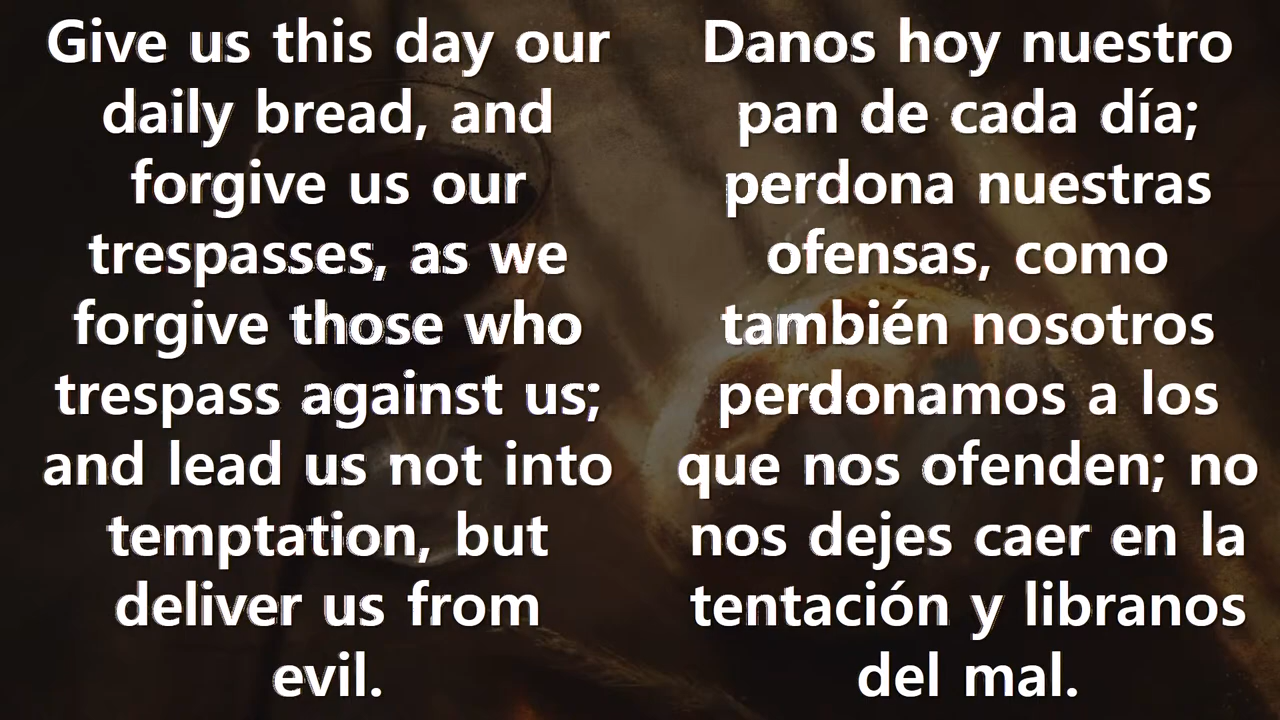 Give us this day our
daily bread, and
forgive us our
trespasses, as we
forgive those who
trespass against us;
and lead us not into
temptation, but
deliver us from
evil.
Danos hoy nuestro
pan de cada día;
perdona nuestras
ofensas, como
también nosotros
perdonamos a los
que nos ofenden; no
nos dejes caer en la
tentación y libranos
del mal.